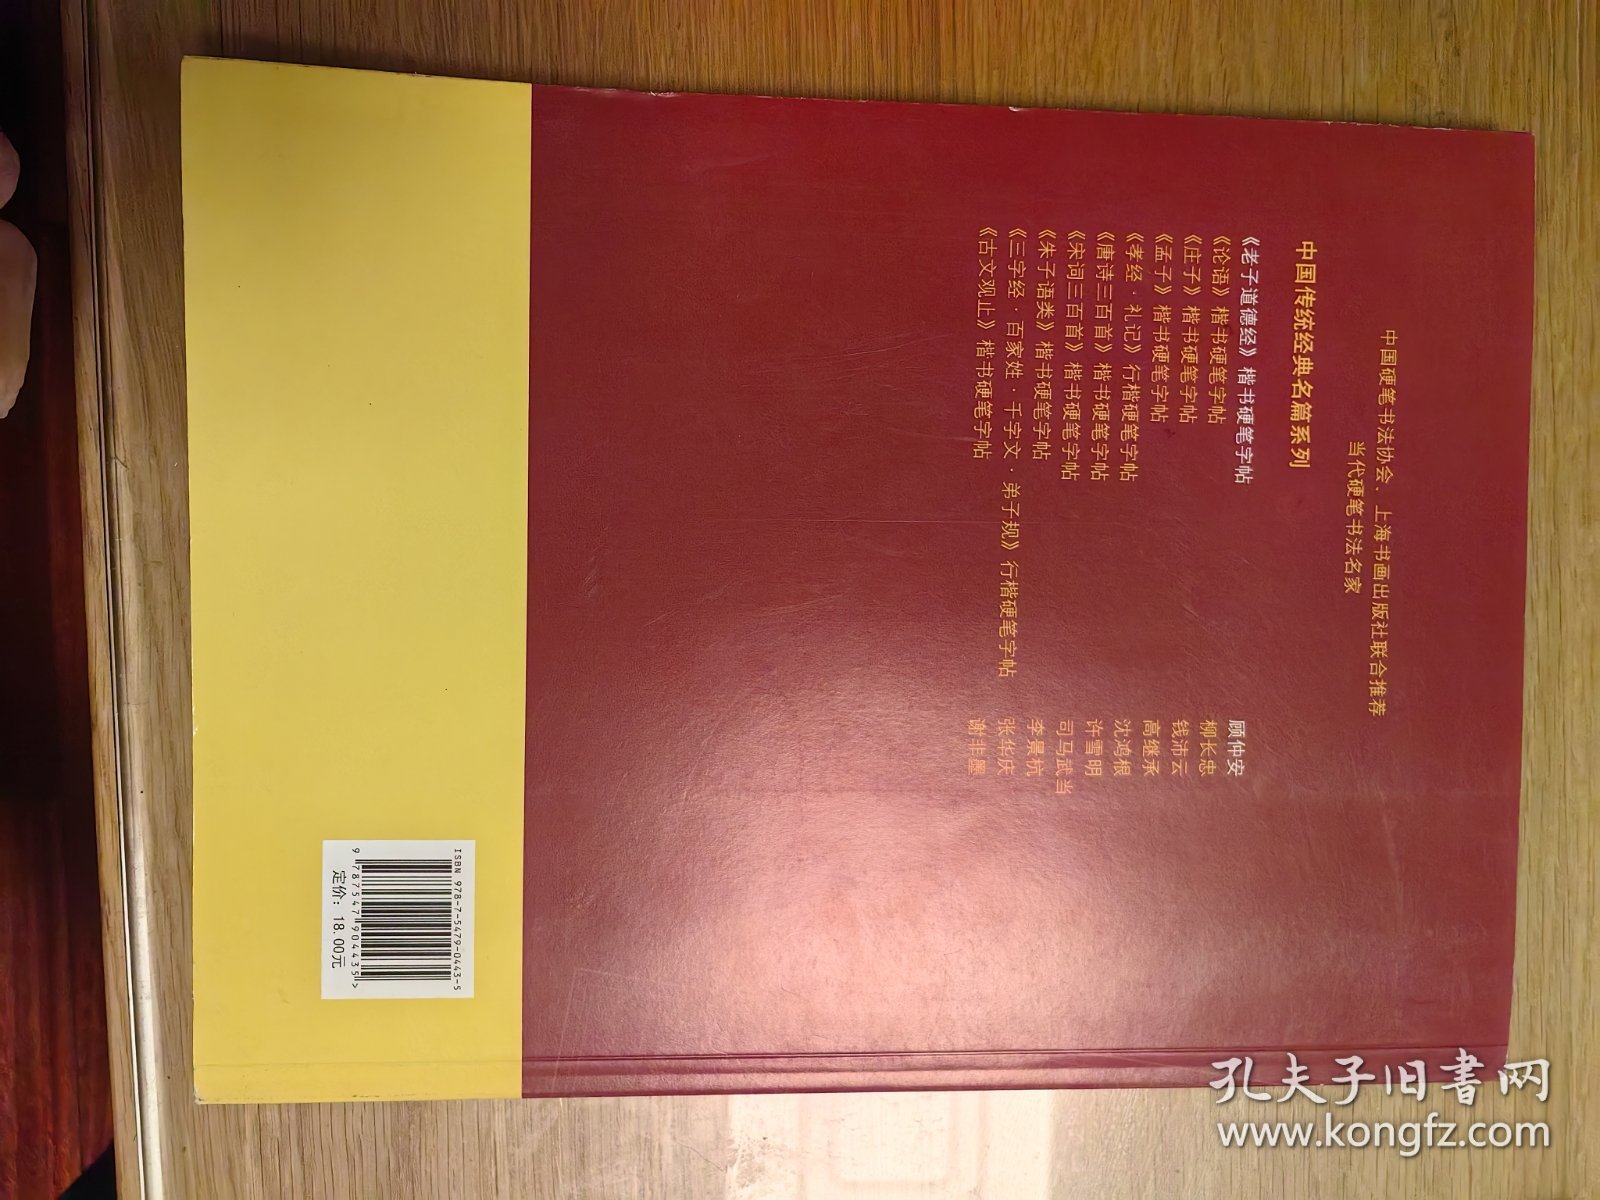 中国硬笔书法协会、上海书画出版社联合推荐
当代硬笔书法名家
中国传统经典名篇系列
《老子道德经》楷书硬笔字帖 顾仲安
《论语》楷书硬笔字帖 柳长忠
《庄子》楷书硬笔字帖 钱沛云
《孟子》楷书硬笔字帖 高继承
《孝经·礼记》行楷硬笔字帖 沈鸿根
《唐诗三百首》楷书硬笔字帖 许雪明
《宋词三百首》楷书硬笔字帖 司马武当
《朱子语类》楷书硬笔字帖 李景杭
《三字经·百家姓·千字文·弟子规》行楷硬笔字帖 张华庆
《古文观止》楷书硬笔字帖 谢非墨
ISBN 978-7-5479-0443-5
9 787547 904435 >
定价：18.00元
孔夫子旧书网
www.kongfz.com